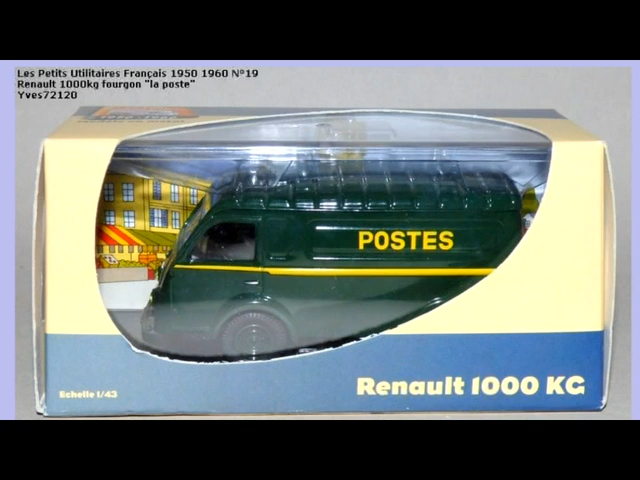 Les Petits Utilitaires Français 1950 1960 N°19
Renault 1000kg fourgon "la poste"
Yves72120
POSTES
Echelle 1/43
Renault 1000 KG